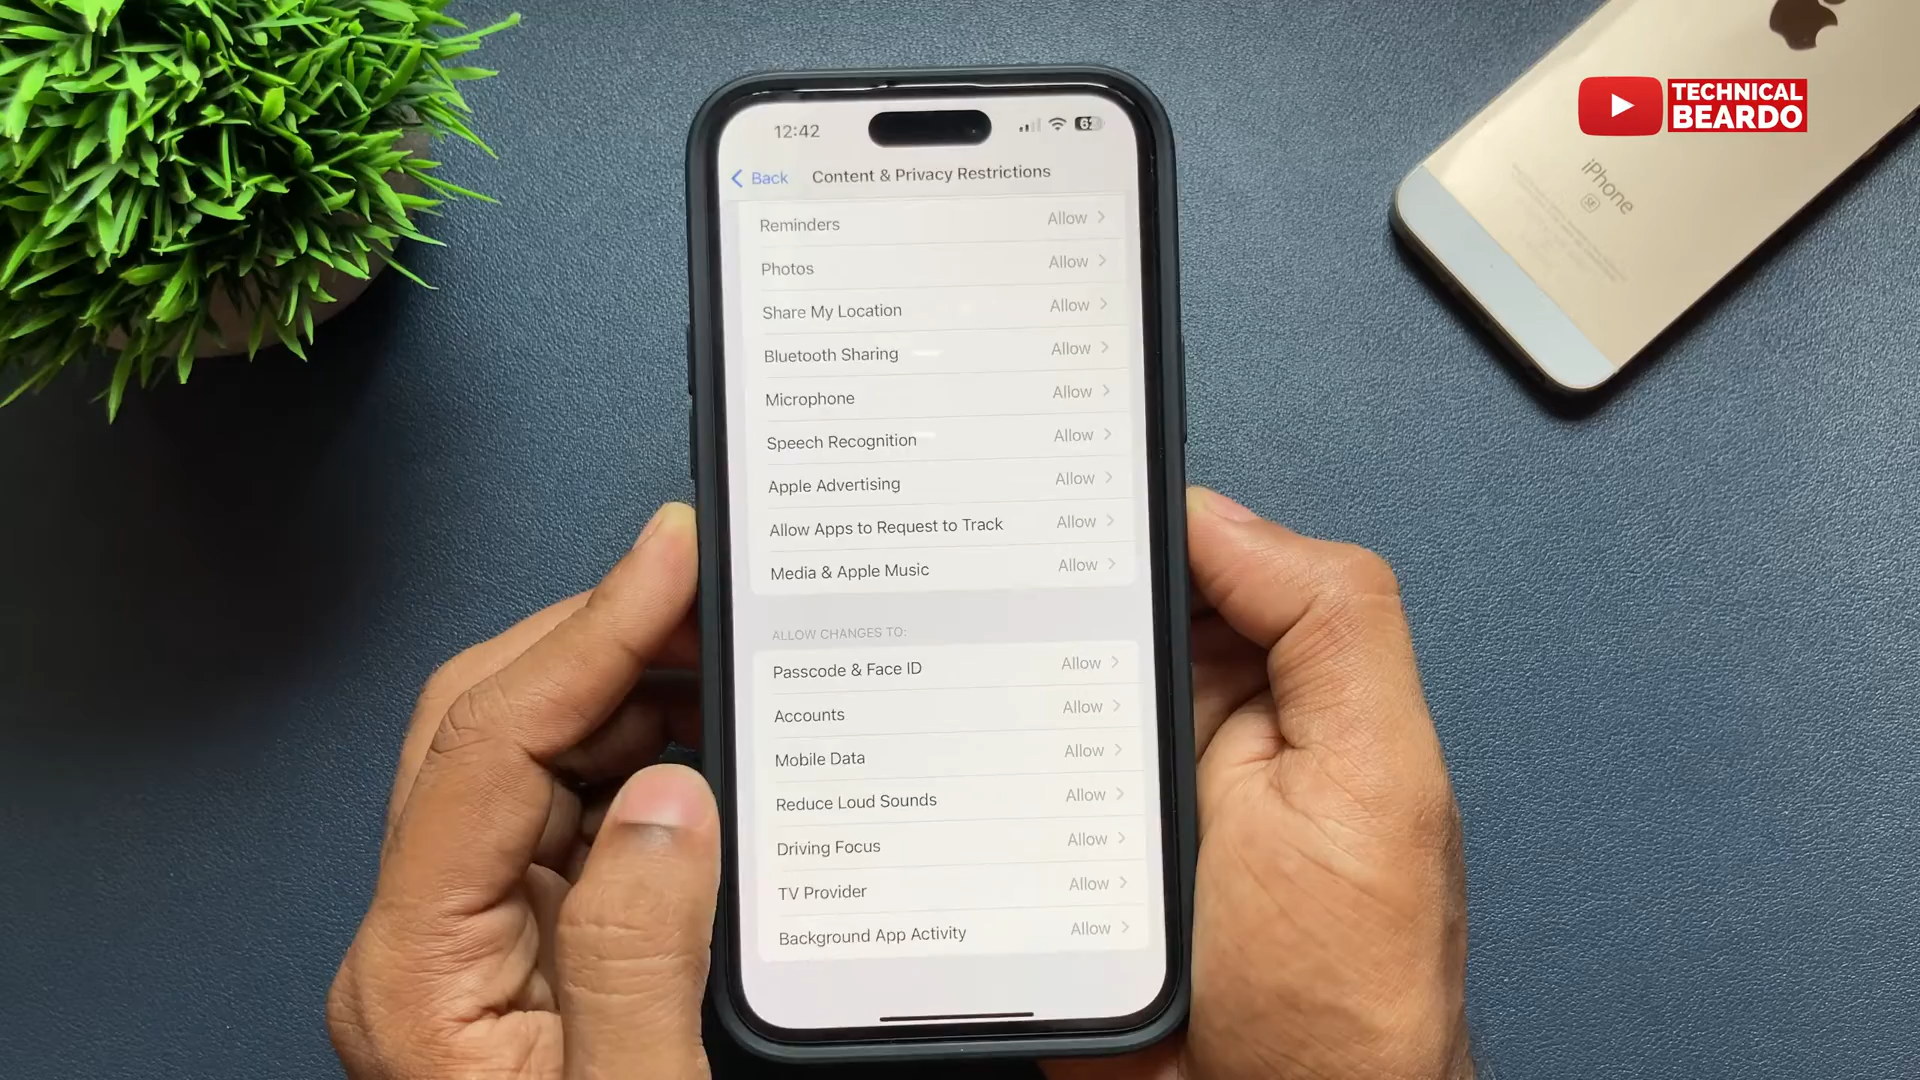 TECHNICAL
BEARDO
iPhone
SE
12:42
Back
Content & Privacy Restrictions
Reminders Allow
Photos Allow
Share My Location Allow
Bluetooth Sharing Allow
Microphone Allow
Speech Recognition Allow
Apple Advertising Allow
Allow Apps to Request to Track Allow
Media & Apple Music Allow
ALLOW CHANGES TO:
Passcode & Face ID Allow
Accounts Allow
Mobile Data Allow
Reduce Loud Sounds Allow
Driving Focus Allow
TV Provider Allow
Background App Activity Allow